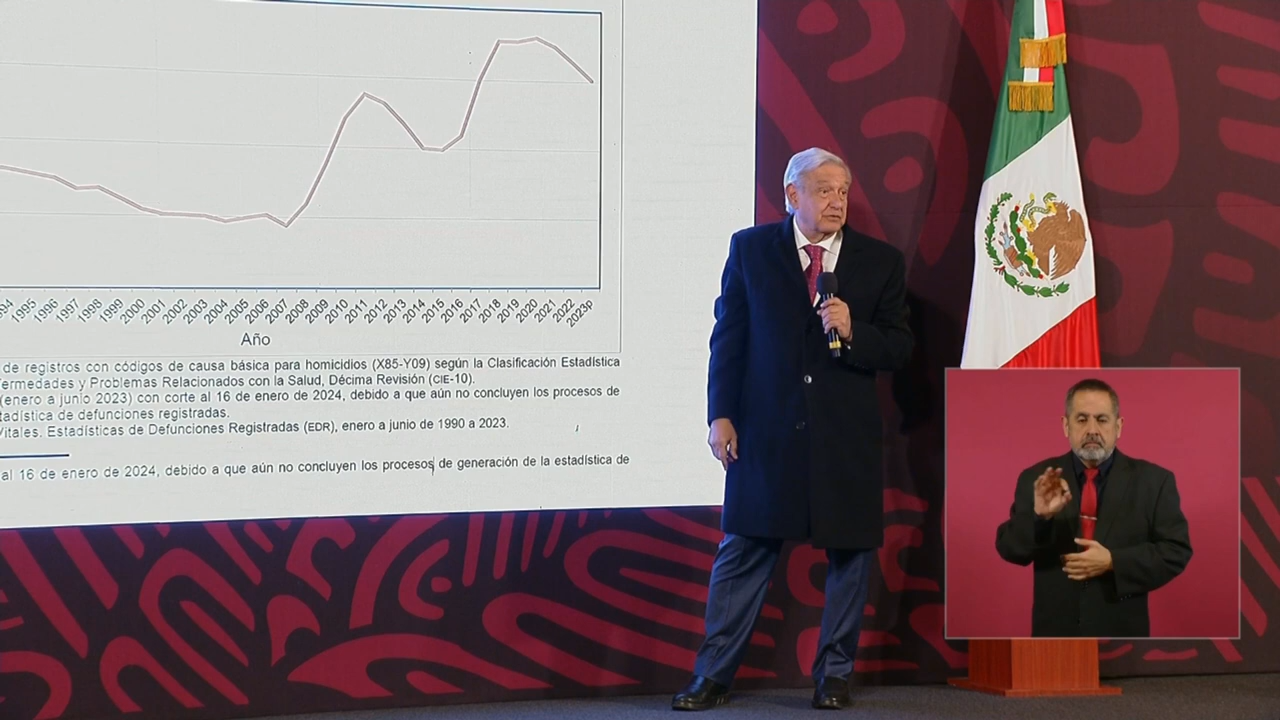 94 1995 1996 1997 1998 1999 2000 2001 2002 2003 2004 2005 2006 2007 2008 2009 2010 2011 2012 2013 2014 2015 2016 2017 2018 2019 2020 2021 2022 2023p
Año
de registros con códigos de causa básica para homicidios (X85-Y09) según la Clasificación Estadística
fermedades y Problemas Relacionados con la Salud, Décima Revisión (CIE-10).
(enero a junio 2023) con corte al 16 de enero de 2024, debido a que aún no concluyen los procesos de
tadística de defunciones registradas.
Vitales. Estadísticas de Defunciones Registradas (EDR), enero a junio de 1990 a 2023.
al 16 de enero de 2024, debido a que aún no concluyen los procesos de generación de la estadística de